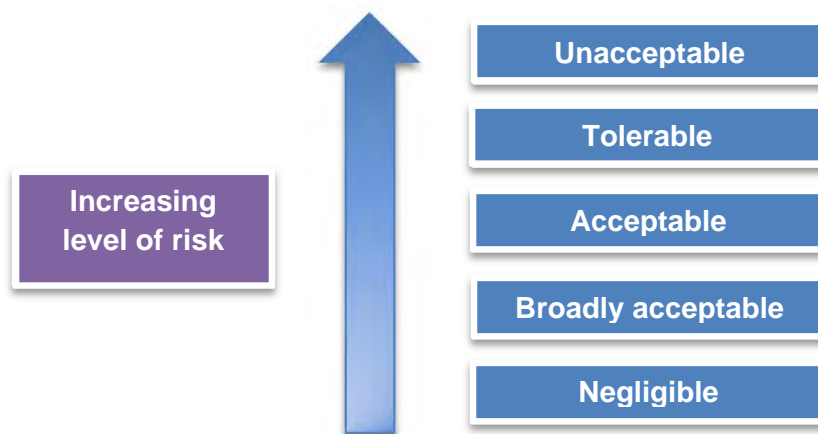 Unacceptable
Tolerable
Increasing
level of risk
Acceptable
Broadly acceptable
Negligible